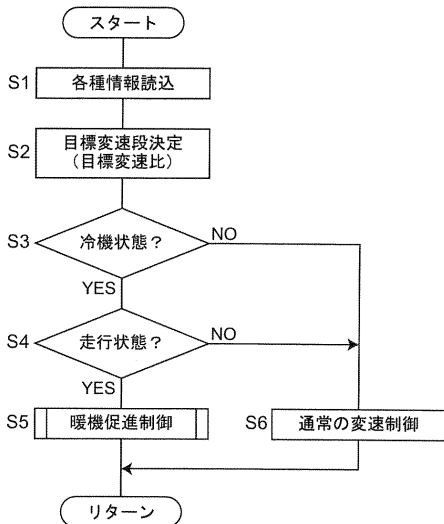 スタート
S1 各種情報読込
S2 目標変速段決定
(目標変速比)
S3 冷機状態？ NO
YES
S4 走行状態？ NO
YES
S5 暖機促進制御 S6 通常の変速制御
リターン